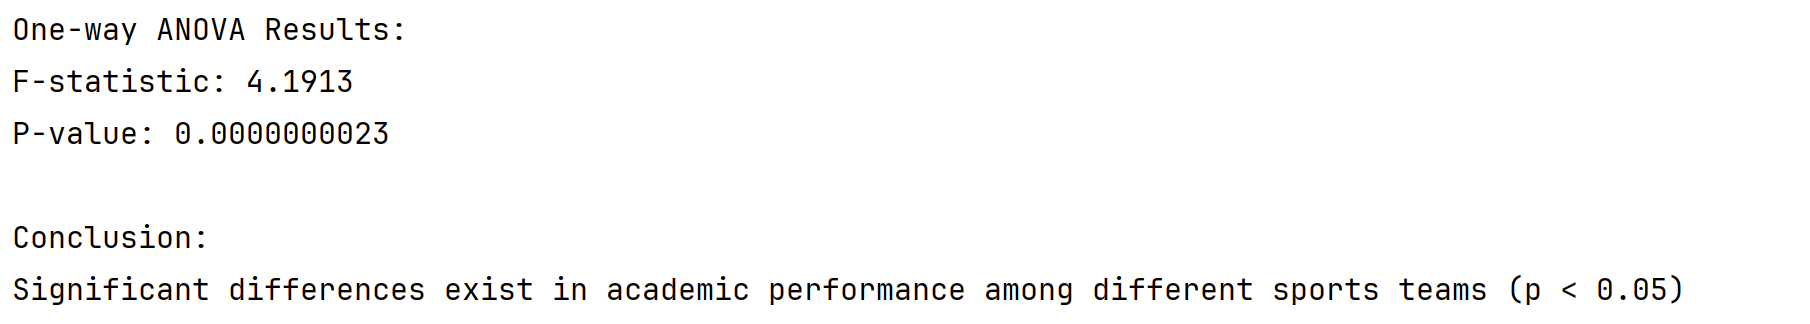 One-way ANOVA Results:
F-statistic: 4.1913
P-value: 0.0000000023
Conclusion:
Significant differences exist in academic performance among different sports teams (p < 0.05)